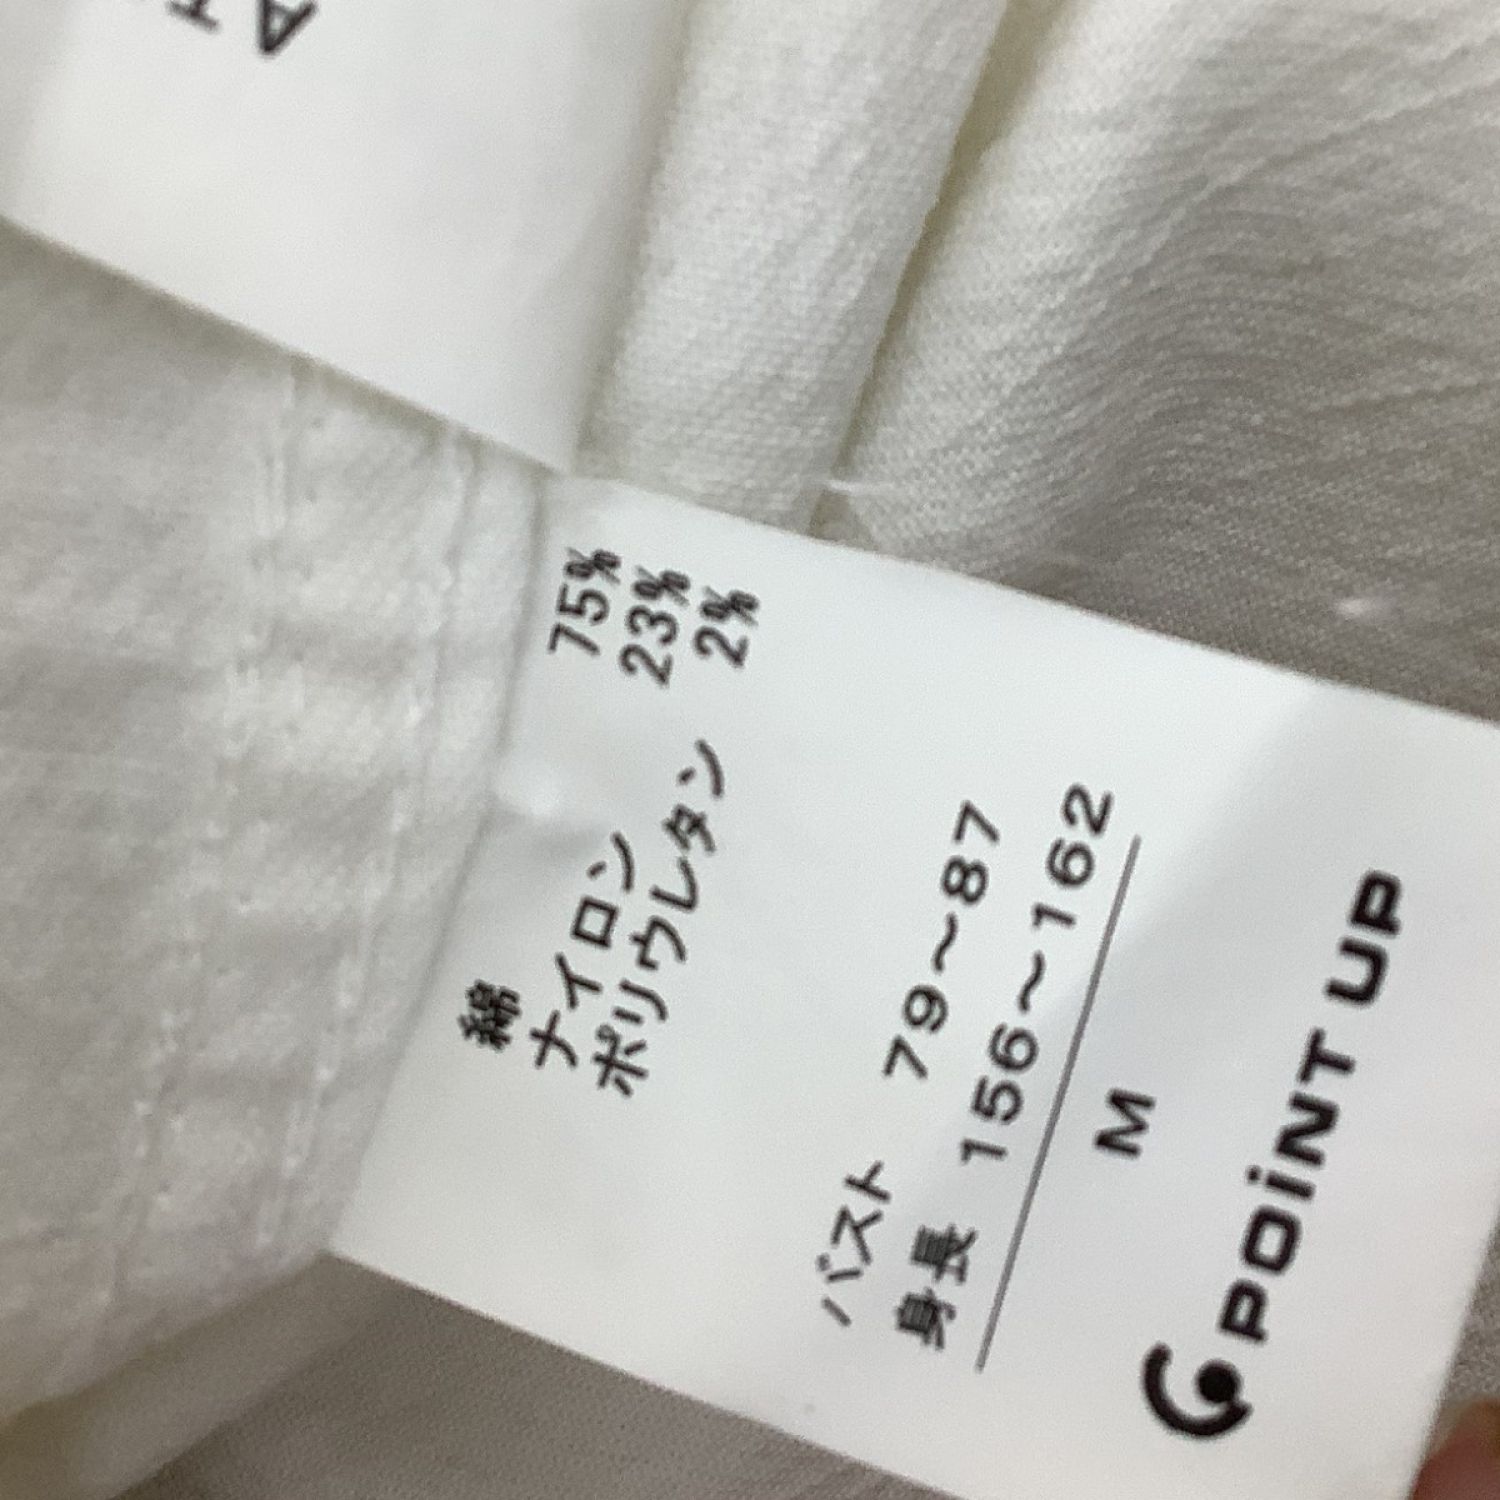 綿 75%
ナイロン 23%
ポリウレタン 2%
バスト 79～87
身長 156～162
M
POiNT UP